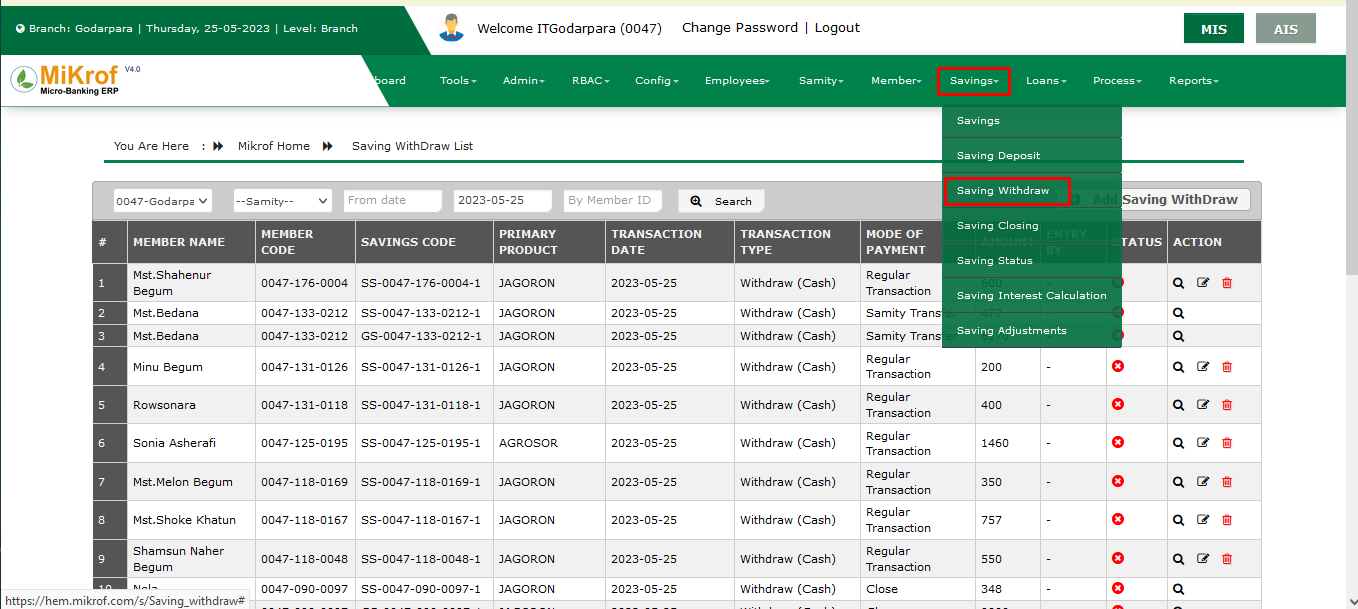 Branch: Godarpara | Thursday, 25-05-2023 | Level: Branch
Welcome ITGodarpara (0047) Change Password | Logout
MIS AIS
MiKrof V4.0
Micro-Banking ERP
board Tools Admin RBAC Config Employees Samity Member Savings Loans Process Reports
Savings
Saving Deposit
Saving Withdraw
Saving Closing
Saving Status
Saving Interest Calculation
Saving Adjustments
You Are Here : Mikrof Home Saving WithDraw List
0047-Godarpa --Samity-- From date 2023-05-25 By Member ID Search Add Saving WithDraw
# MEMBER NAME MEMBER CODE SAVINGS CODE PRIMARY PRODUCT TRANSACTION DATE TRANSACTION TYPE MODE OF PAYMENT AMOUNT ENTRY BY STATUS ACTION
1 Mst.Shahenur Begum 0047-176-0004 SS-0047-176-0004-1 JAGORON 2023-05-25 Withdraw (Cash) Regular Transaction 600
2 Mst.Bedana 0047-133-0212 SS-0047-133-0212-1 JAGORON 2023-05-25 Withdraw (Cash) Samity Transfer 477
3 Mst.Bedana 0047-133-0212 GS-0047-133-0212-1 JAGORON 2023-05-25 Withdraw (Cash) Samity Transfer
4 Minu Begum 0047-131-0126 SS-0047-131-0126-1 JAGORON 2023-05-25 Withdraw (Cash) Regular Transaction 200 -
5 Rowsonara 0047-131-0118 SS-0047-131-0118-1 JAGORON 2023-05-25 Withdraw (Cash) Regular Transaction 400 -
6 Sonia Asherafi 0047-125-0195 SS-0047-125-0195-1 AGROSOR 2023-05-25 Withdraw (Cash) Regular Transaction 1460 -
7 Mst.Melon Begum 0047-118-0169 SS-0047-118-0169-1 JAGORON 2023-05-25 Withdraw (Cash) Regular Transaction 350 -
8 Mst.Shoke Khatun 0047-118-0167 SS-0047-118-0167-1 JAGORON 2023-05-25 Withdraw (Cash) Regular Transaction 757 -
9 Shamsun Naher Begum 0047-118-0048 SS-0047-118-0048-1 JAGORON 2023-05-25 Withdraw (Cash) Regular Transaction 550 -
10 0047-090-0097 SS-0047-090-0097-1 JAGORON 2023-05-25 Withdraw (Cash) Close 348 -
https://hem.mikrof.com/s/Saving_withdraw#